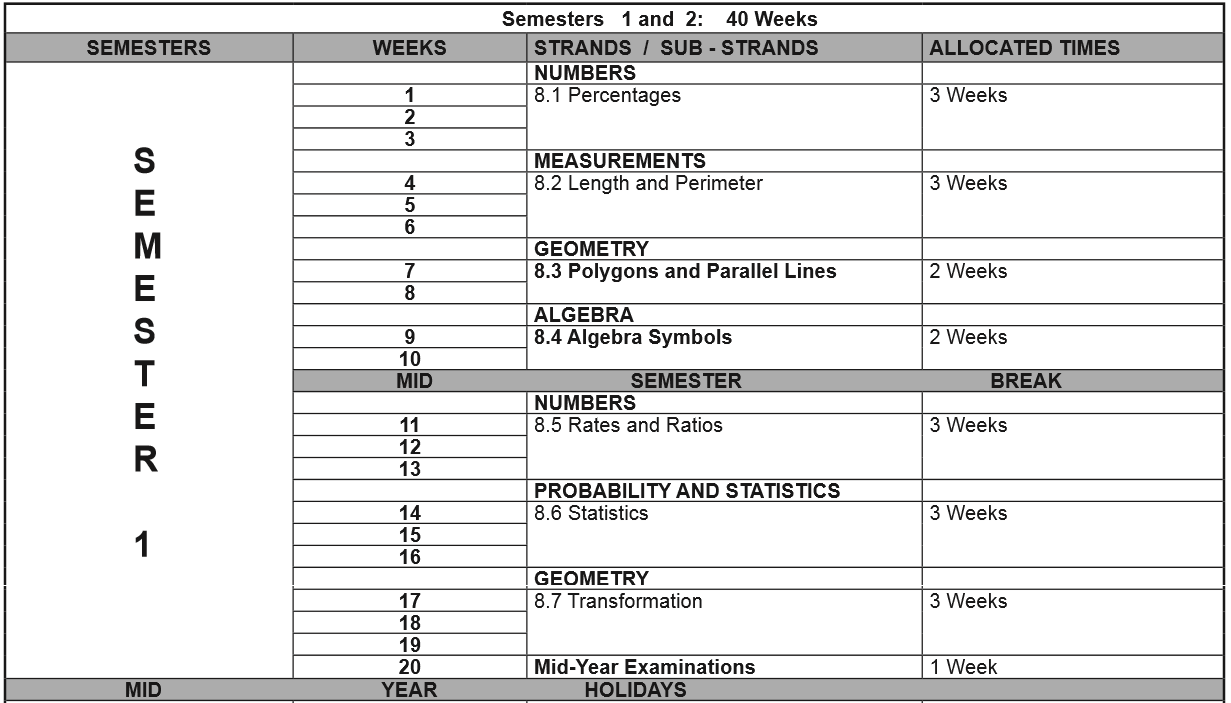 Semesters 1 and 2: 40 Weeks
SEMESTERS WEEKS STRANDS / SUB - STRANDS ALLOCATED TIMES
SEMESTER 1
NUMBERS
1 8.1 Percentages 3 Weeks
2
3
MEASUREMENTS
4 8.2 Length and Perimeter 3 Weeks
5
6
GEOMETRY
7 8.3 Polygons and Parallel Lines 2 Weeks
8
ALGEBRA
9 8.4 Algebra Symbols 2 Weeks
10
MID SEMESTER BREAK
NUMBERS
11 8.5 Rates and Ratios 3 Weeks
12
13
PROBABILITY AND STATISTICS
14 8.6 Statistics 3 Weeks
15
16
GEOMETRY
17 8.7 Transformation 3 Weeks
18
19
20 Mid-Year Examinations 1 Week
MID YEAR HOLIDAYS